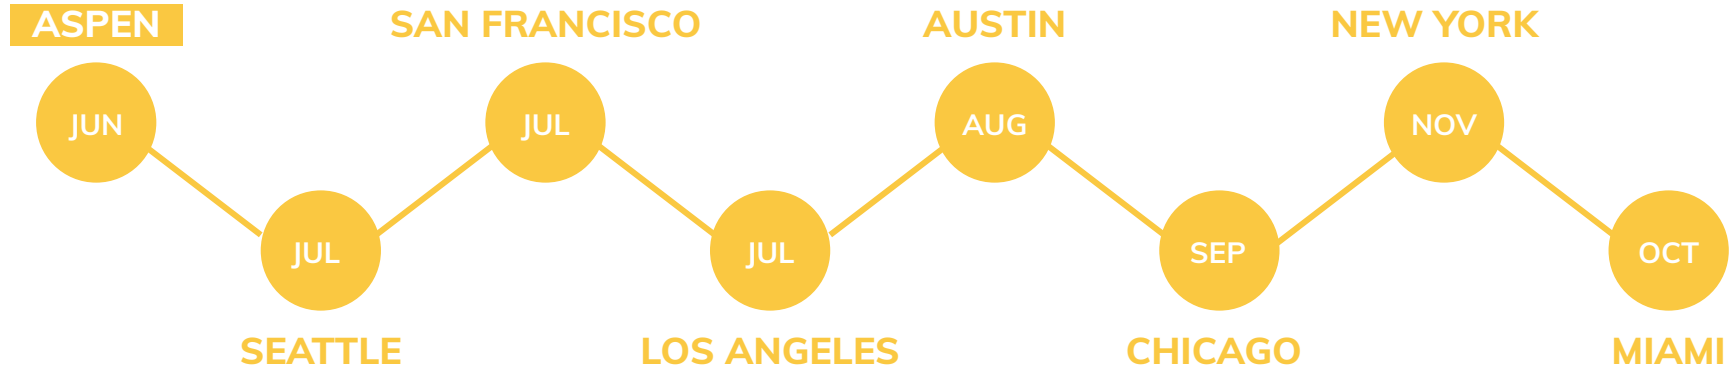 ASPEN
SAN FRANCISCO
AUSTIN
NEW YORK
JUN
JUL
AUG
NOV
JUL
JUL
SEP
OCT
SEATTLE
LOS ANGELES
CHICAGO
MIAMI